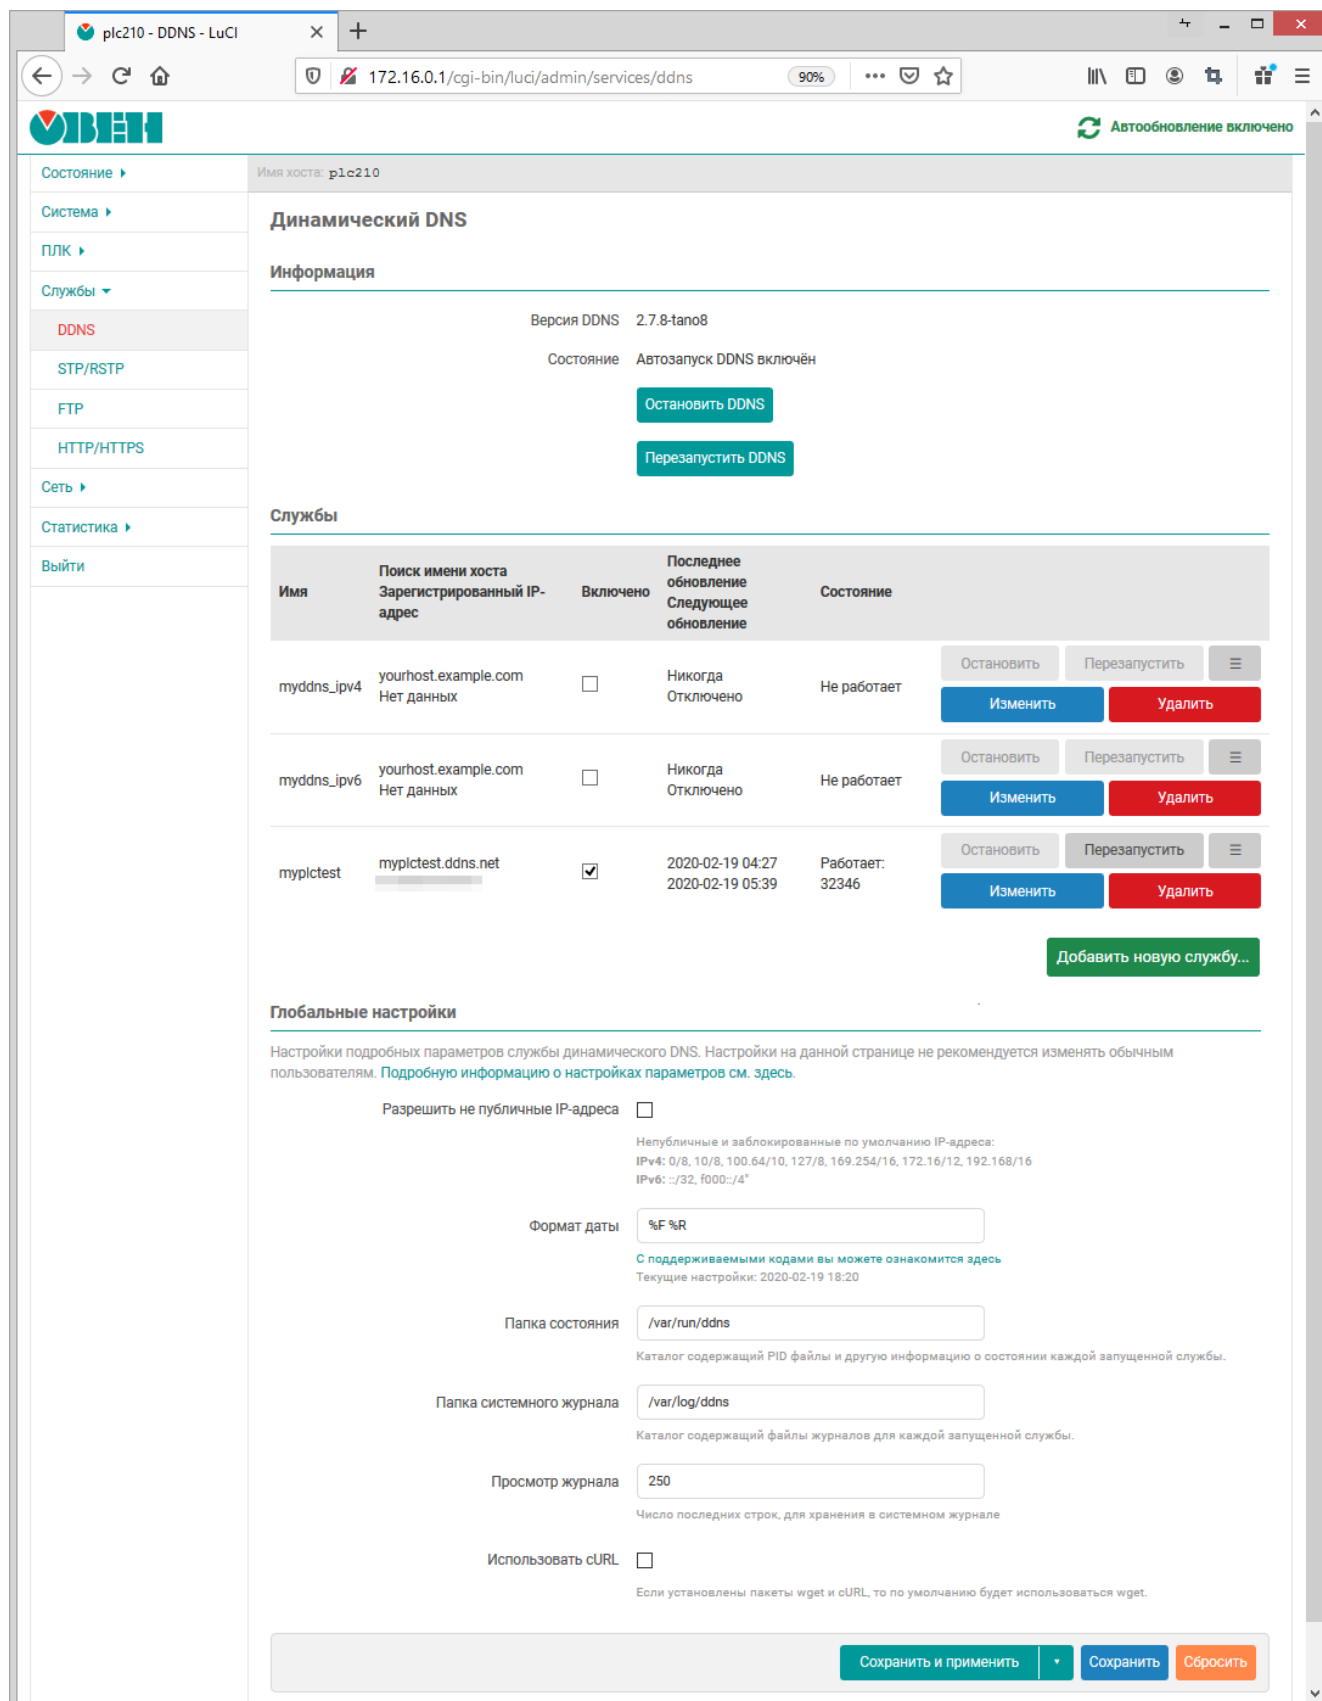 plc210 - DDNS - LuCI
172.16.0.1/cgi-bin/luci/admin/services/ddns
90%
ОВЕН
Автообновление включено
Состояние
Имя хоста: plc210
Система
ПЛК
Службы
DDNS
STP/RSTP
FTP
HTTP/HTTPS
Сеть
Статистика
Выйти
Динамический DNS
Информация
Версия DDNS 2.7.8-tano8
Состояние Автозапуск DDNS включён
Остановить DDNS
Перезапустить DDNS
Службы
Имя
Поиск имени хоста
Зарегистрированный IP-
адрес
Включено
Последнее
обновление
Следующее
обновление
Состояние
myddns_ipv4
yourhost.example.com
Нет данных
Никогда
Отключено
Не работает
Остановить Перезапустить
Изменить Удалить
myddns_ipv6
yourhost.example.com
Нет данных
Никогда
Отключено
Не работает
Остановить Перезапустить
Изменить Удалить
myplctest
myplctest.ddns.net
2020-02-19 04:27
2020-02-19 05:39
Работает:
32346
Остановить Перезапустить
Изменить Удалить
Добавить новую службу...
Глобальные настройки
Настройки подробных параметров службы динамического DNS. Настройки на данной странице не рекомендуется изменять обычным
пользователям. Подробную информацию о настройках параметров см. здесь.
Разрешить не публичные IP-адреса
Непубличные и заблокированные по умолчанию IP-адреса:
IPv4: 0/8, 10/8, 100.64/10, 127/8, 169.254/16, 172.16/12, 192.168/16
IPv6: ::/32, f000::/4"
Формат даты %F %R
С поддерживаемыми кодами вы можете ознакомится здесь
Текущие настройки: 2020-02-19 18:20
Папка состояния /var/run/ddns
Каталог содержащий PID файлы и другую информацию о состоянии каждой запущенной службы.
Папка системного журнала /var/log/ddns
Каталог содержащий файлы журналов для каждой запущенной службы.
Просмотр журнала 250
Число последних строк, для хранения в системном журнале
Использовать cURL
Если установлены пакеты wget и cURL, то по умолчанию будет использоваться wget.
Сохранить и применить Сохранить Сбросить